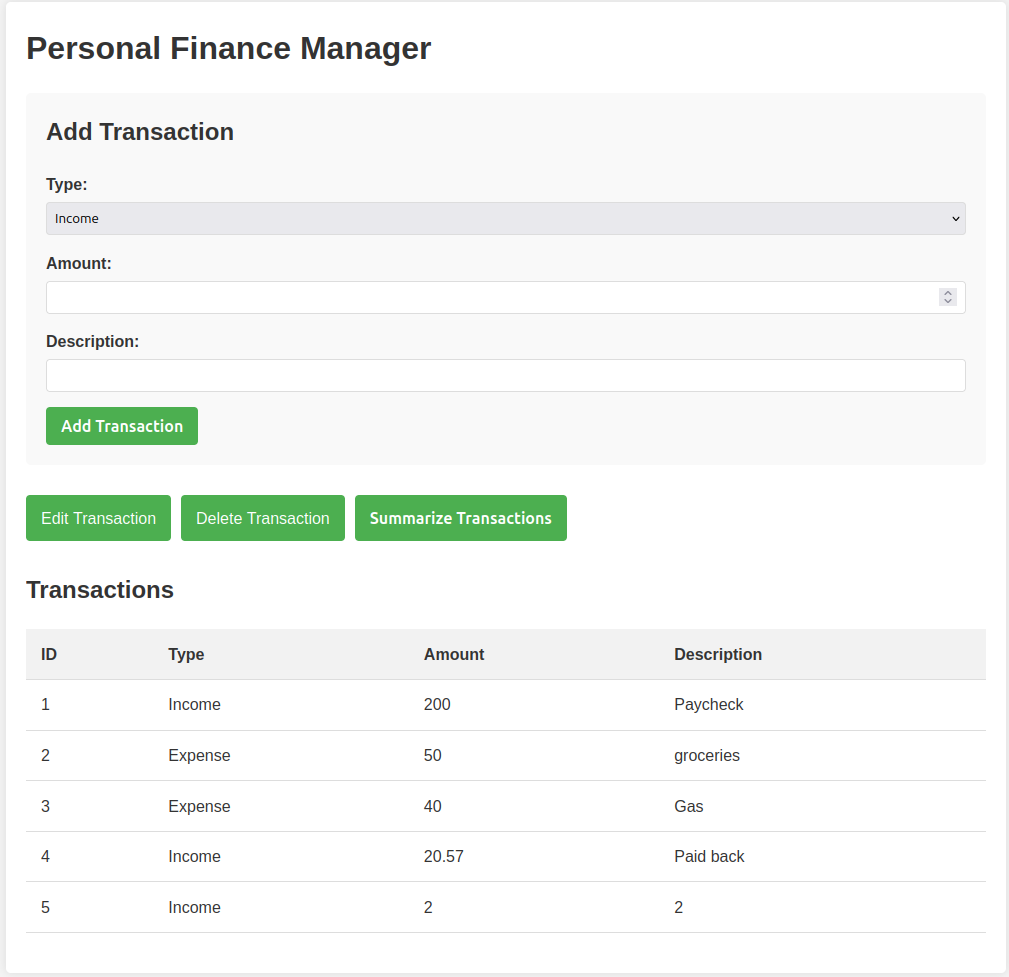 Personal Finance Manager
Add Transaction
Type:
Income
Amount:
Description:
Add Transaction
Edit Transaction Delete Transaction Summarize Transactions
Transactions
ID Type Amount Description
1 Income 200 Paycheck
2 Expense 50 groceries
3 Expense 40 Gas
4 Income 20.57 Paid back
5 Income 2 2